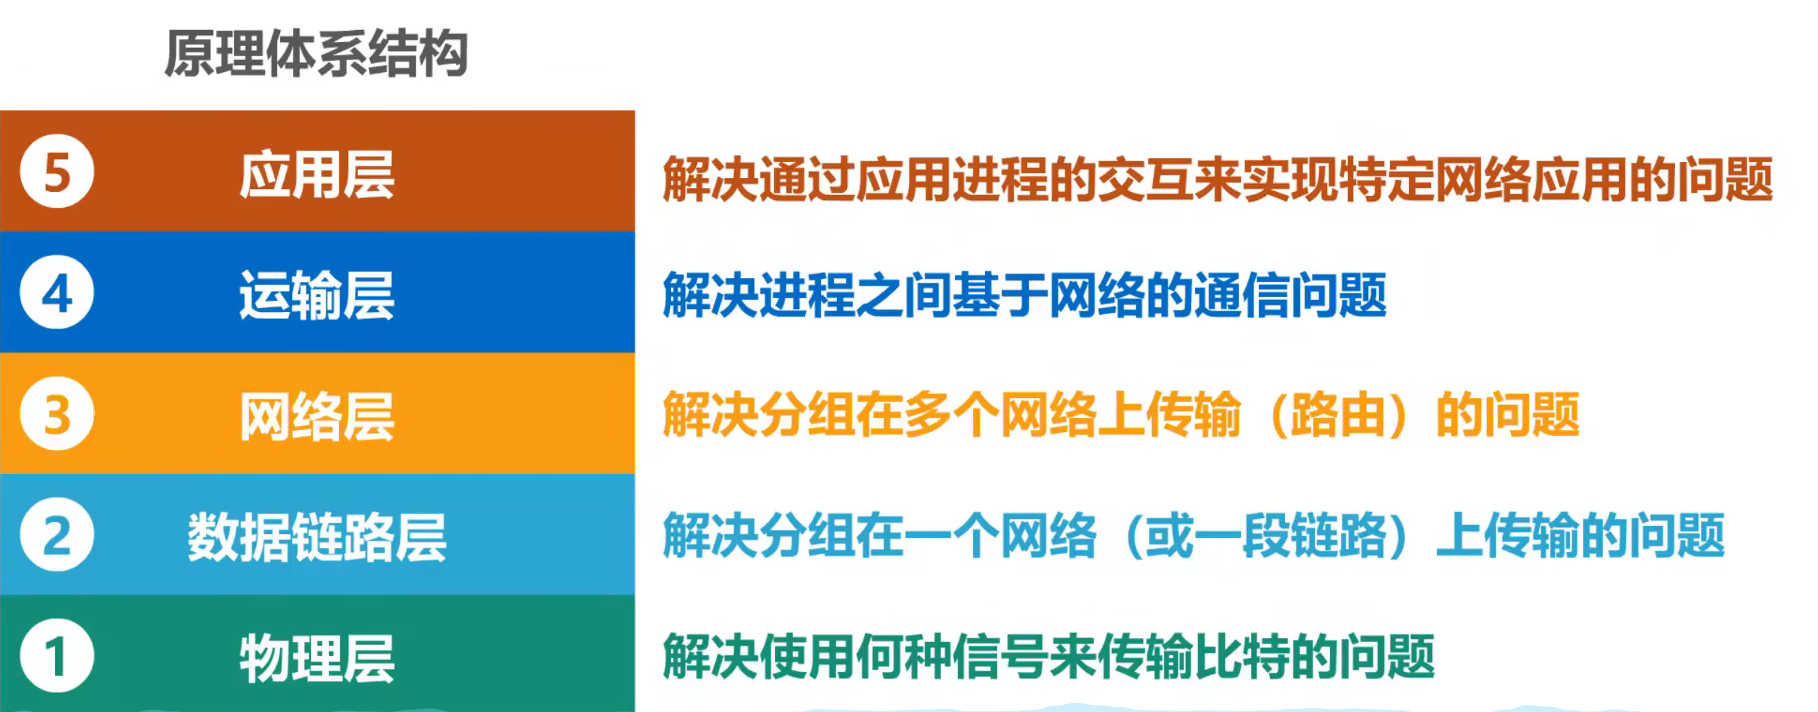 原理体系结构
5 应用层 解决通过应用进程的交互来实现特定网络应用的问题
4 运输层 解决进程之间基于网络的通信问题
3 网络层 解决分组在多个网络上传输（路由）的问题
2 数据链路层 解决分组在一个网络（或一段链路）上传输的问题
1 物理层 解决使用何种信号来传输比特的问题